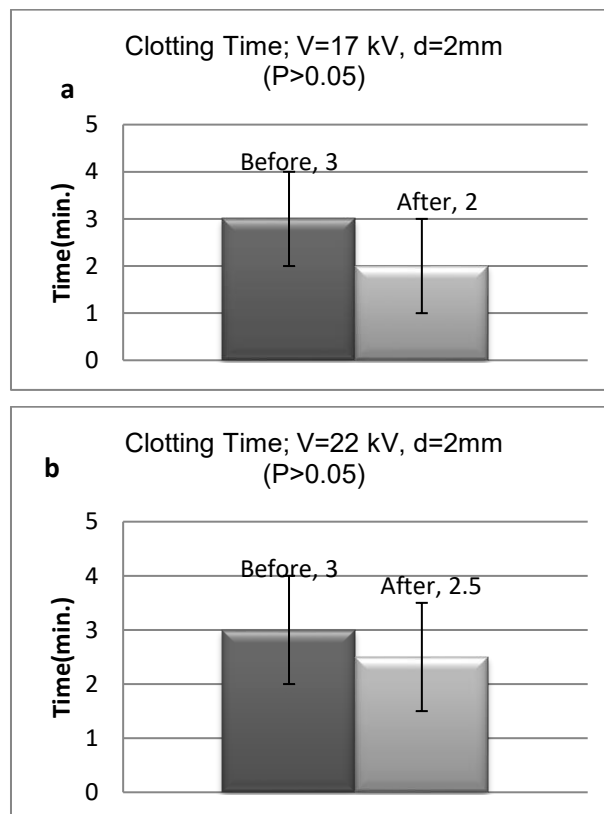 Clotting Time; V=17 kV, d=2mm
(P>0.05)
a
5
4
3
2
1
0
Time(min.)
Before, 3
After, 2
Clotting Time; V=22 kV, d=2mm
(P>0.05)
b
5
4
3
2
1
0
Time(min.)
Before, 3
After, 2.5